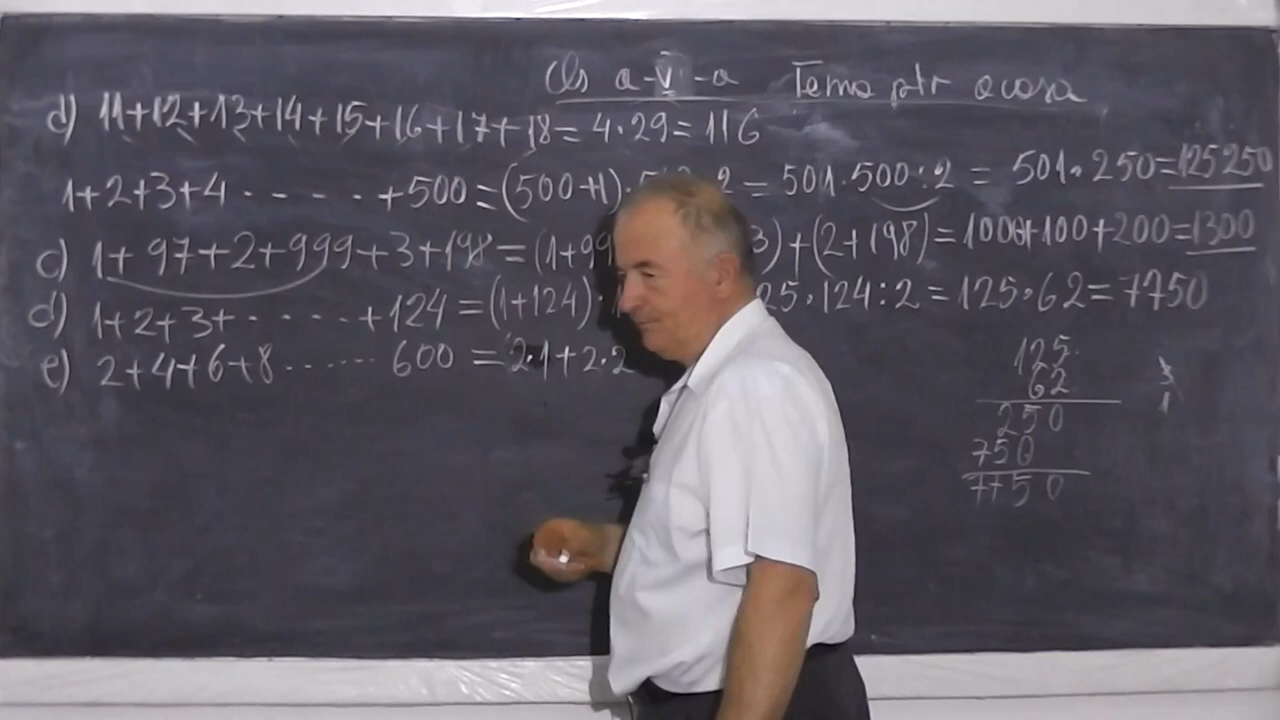 Cls a-V-a Tema ptr acasa
d) 11+12+13+14+15+16+17+18=4·29=116
1+2+3+4 - - - - - +500=(500+1)· 2=501·500:2=501·250=125250
c) 1+97+2+999+3+198=(1+99 3)+(2+198)=1000+100+200=1300
d) 1+2+3+ · · · · · +124=(1+124)· 25·124:2=125·62=7750
e) 2+4+6+8 ...... 600 =2·1+2·2
125
62
250
750
7750